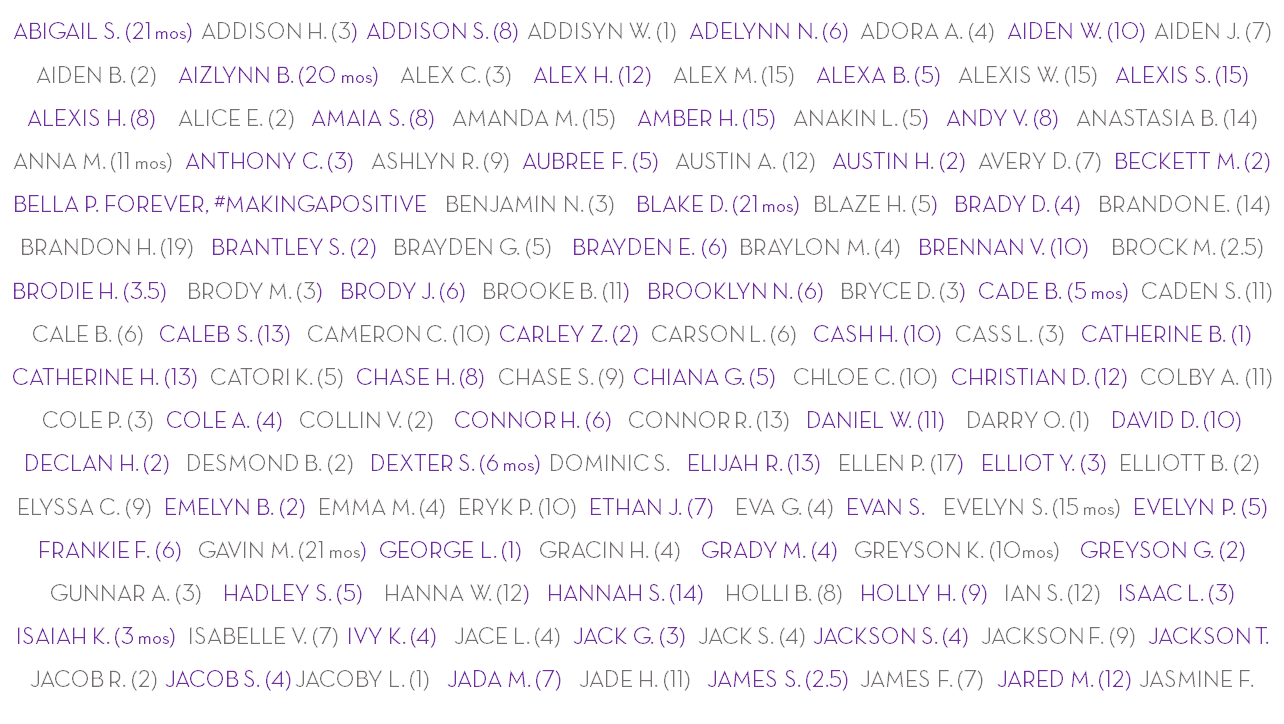 ABIGAIL S. (21 mos) ADDISON H. (3) ADDISON S. (8) ADDISYN W. (1) ADELYNN N. (6) ADORA A. (4) AIDEN W. (10) AIDEN J. (7)
AIDEN B. (2) AIZLYNN B. (20 mos) ALEX C. (3) ALEX H. (12) ALEX M. (15) ALEXA B. (5) ALEXIS W. (15) ALEXIS S. (15)
ALEXIS H. (8) ALICE E. (2) AMAIA S. (8) AMANDA M. (15) AMBER H. (15) ANAKIN L. (5) ANDY V. (8) ANASTASIA B. (14)
ANNA M. (11 mos) ANTHONY C. (3) ASHLYN R. (9) AUBREE F. (5) AUSTIN A. (12) AUSTIN H. (2) AVERY D. (7) BECKETT M. (2)
BELLA P. FOREVER, #MAKINGAPOSITIVE BENJAMIN N. (3) BLAKE D. (21 mos) BLAZE H. (5) BRADY D. (4) BRANDON E. (14)
BRANDON H. (19) BRANTLEY S. (2) BRAYDEN G. (5) BRAYDEN E. (6) BRAYLON M. (4) BRENNAN V. (10) BROCK M. (2.5)
BRODIE H. (3.5) BRODY M. (3) BRODY J. (6) BROOKE B. (11) BROOKLYN N. (6) BRYCE D. (3) CADE B. (5 mos) CADEN S. (11)
CALE B. (6) CALEB S. (13) CAMERON C. (10) CARLEY Z. (2) CARSON L. (6) CASH H. (10) CASS L. (3) CATHERINE B. (1)
CATHERINE H. (13) CATORI K. (5) CHASE H. (8) CHASE S. (9) CHIANA G. (5) CHLOE C. (10) CHRISTIAN D. (12) COLBY A. (11)
COLE P. (3) COLE A. (4) COLLIN V. (2) CONNOR H. (6) CONNOR R. (13) DANIEL W. (11) DARRY O. (1) DAVID D. (10)
DECLAN H. (2) DESMOND B. (2) DEXTER S. (6 mos) DOMINIC S. ELIJAH R. (13) ELLEN P. (17) ELLIOT Y. (3) ELLIOTT B. (2)
ELYSSA C. (9) EMELYN B. (2) EMMA M. (4) ERYK P. (10) ETHAN J. (7) EVA G. (4) EVAN S. EVELYN S. (15 mos) EVELYN P. (5)
FRANKIE F. (6) GAVIN M. (21 mos) GEORGE L. (1) GRACIN H. (4) GRADY M. (4) GREYSON K. (10mos) GREYSON G. (2)
GUNNAR A. (3) HADLEY S. (5) HANNA W. (12) HANNAH S. (14) HOLLI B. (8) HOLLY H. (9) IAN S. (12) ISAAC L. (3)
ISAIAH K. (3 mos) ISABELLE V. (7) IVY K. (4) JACE L. (4) JACK G. (3) JACK S. (4) JACKSON S. (4) JACKSON F. (9) JACKSON T.
JACOB R. (2) JACOB S. (4) JACOBY L. (1) JADA M. (7) JADE H. (11) JAMES S. (2.5) JAMES F. (7) JARED M. (12) JASMINE F.